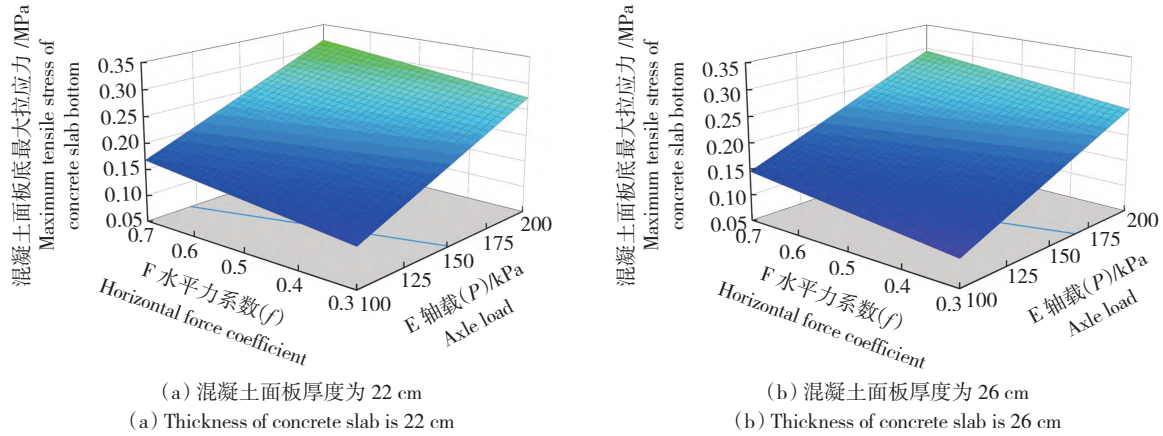 混凝土面板底最大拉应力 /MPa
Maximum tensile stress of
concrete slab bottom
0.35
0.30
0.25
0.20
0.15
0.10
0.05
0.7
0.6
0.5
0.4
0.3
100
125
150
175
200
F 水平力系数(f)
Horizontal force coefficient
E 轴载(P)/kPa
Axle load
(a) 混凝土面板厚度为 22 cm
(a) Thickness of concrete slab is 22 cm
混凝土面板底最大拉应力 /MPa
Maximum tensile stress of
concrete slab bottom
0.35
0.30
0.25
0.20
0.15
0.10
0.05
0.7
0.6
0.5
0.4
0.3
100
125
150
175
200
F 水平力系数(f)
Horizontal force coefficient
E 轴载(P)/kPa
Axle load
(b) 混凝土面板厚度为 26 cm
(b) Thickness of concrete slab is 26 cm